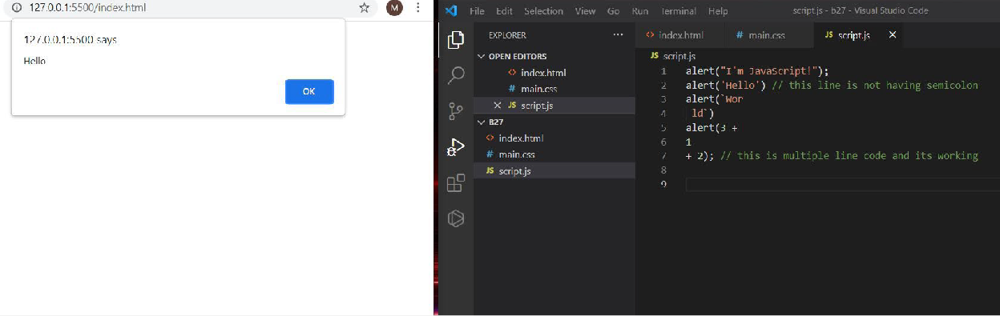 127.0.0.1:5500/index.html
M
127.0.0.1:5500 says
Hello
OK
File Edit Selection View Go Run Terminal Help
script.js - b27 - Visual Studio Code
EXPLORER
OPEN EDITORS
index.html
# main.css
JS script.js
B27
index.html
# main.css
JS script.js
index.html
# main.css
JS script.js
JS script.js
1 alert("I'm JavaScript!");
2 alert('Hello') // this line is not having semicolon
3 alert(`Wor
4 ld`)
5 alert(3 +
6 1
7 + 2); // this is multiple line code and its working
8
9